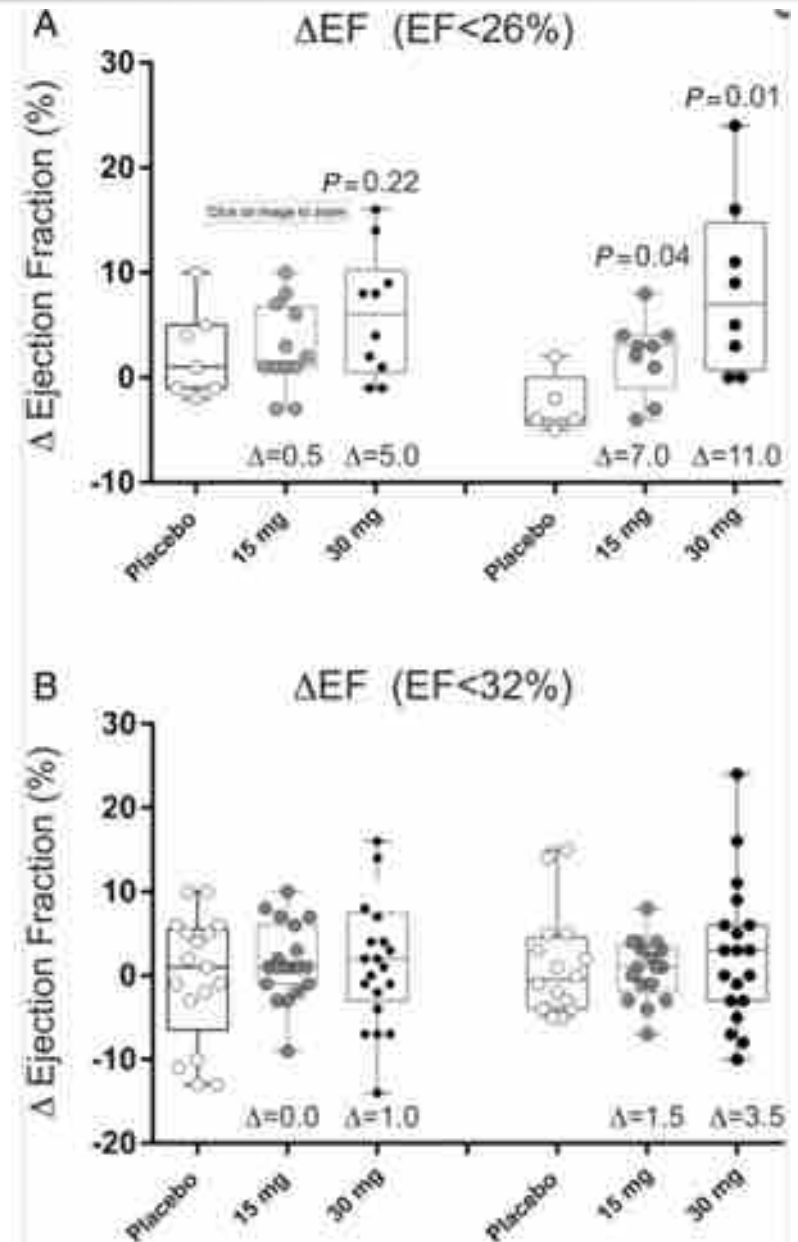 A
ΔEF (EF<26%)
Δ Ejection Fraction (%)
30
20
10
0
-10
P=0.22
P=0.04
P=0.01
Click on image to zoom
Δ=0.5
Δ=5.0
Δ=7.0
Δ=11.0
Placebo
15 mg
30 mg
Placebo
15 mg
30 mg
B
ΔEF (EF<32%)
Δ Ejection Fraction (%)
30
20
10
0
-10
-20
Δ=0.0
Δ=1.0
Δ=1.5
Δ=3.5
Placebo
15 mg
30 mg
Placebo
15 mg
30 mg